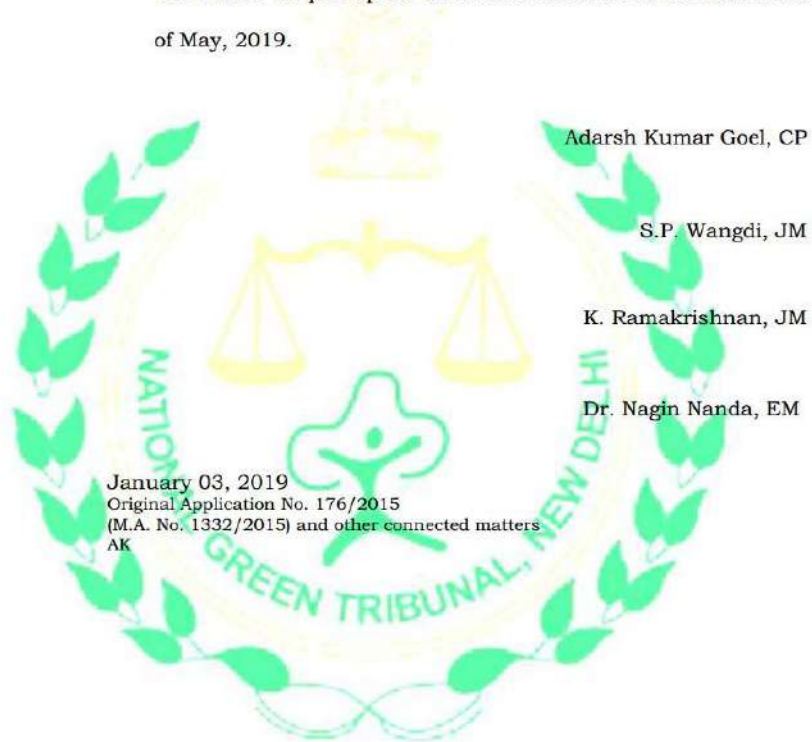 of May, 2019.
Adarsh Kumar Goel, CP
S.P. Wangdi, JM
K. Ramakrishnan, JM
Dr. Nagin Nanda, EM
January 03, 2019
Original Application No. 176/2015
(M.A. No. 1332/2015) and other connected matters
AK
NATIONAL GREEN TRIBUNAL, NEW DELHI